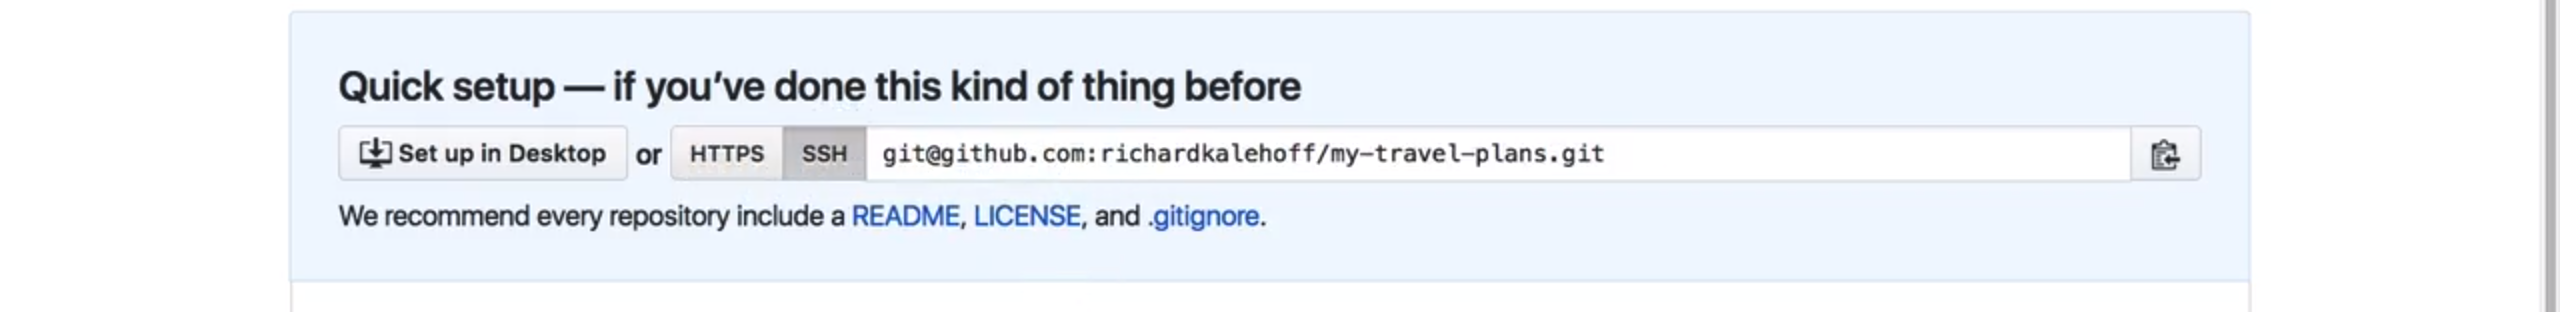 Quick setup — if you’ve done this kind of thing before
Set up in Desktop or HTTPS SSH git@github.com:richardkalehoff/my-travel-plans.git
We recommend every repository include a README, LICENSE, and .gitignore.